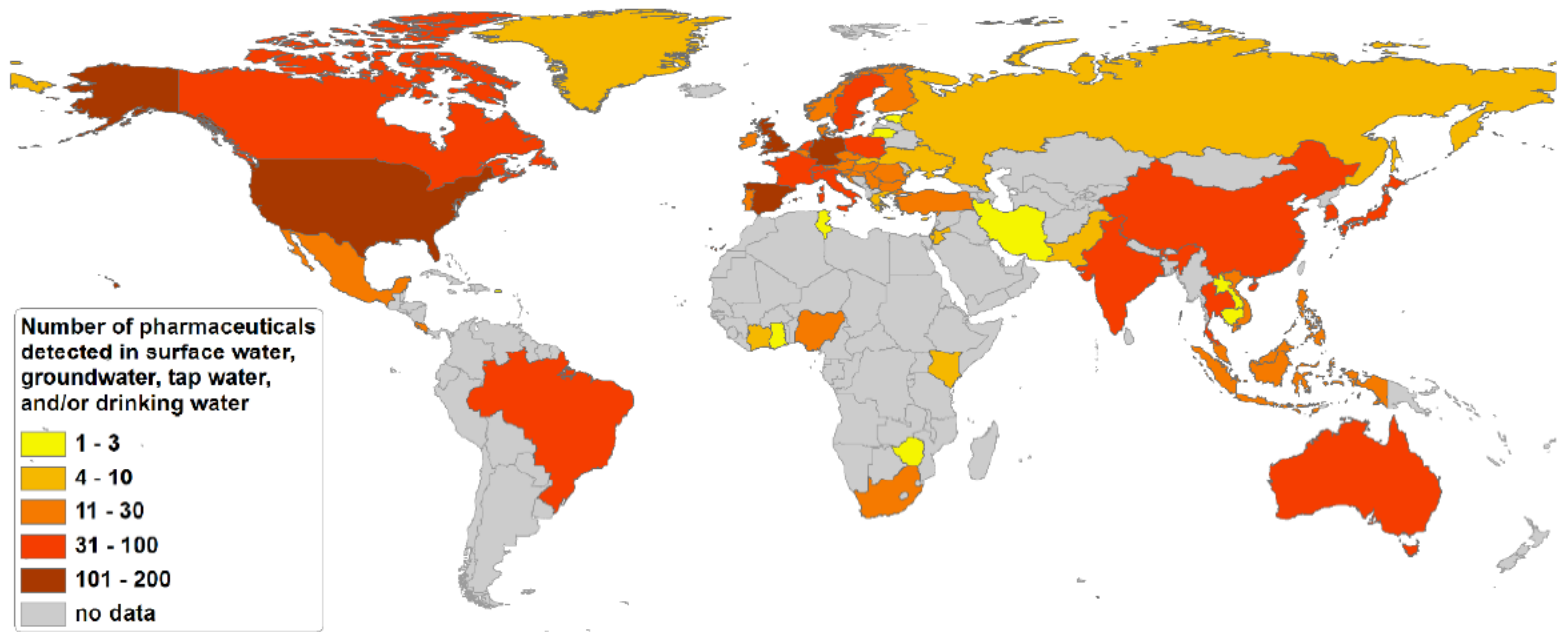 Number of pharmaceuticals
detected in surface water,
groundwater, tap water,
and/or drinking water
1 - 3
4 - 10
11 - 30
31 - 100
101 - 200
no data